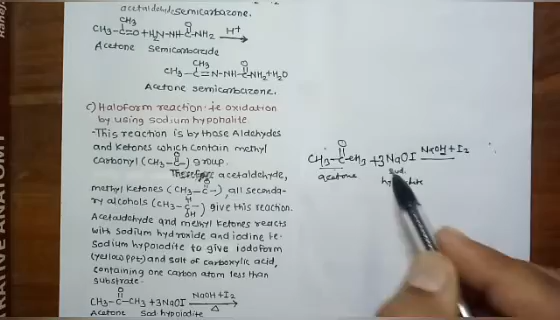 acetaldehyde semicarbazone.
CH₃
O
CH₃-C=O+H₂N-NH-C-NH₂ H⁺
Acetone Semicarbazide
CH₃ O
CH₃-C=N-NH-C-NH₂+H₂O
Acetone semicarbazone.
c) Haloform reaction ie oxidation
by using sodium hypohalite
-This reaction is by those Aldehydes
and Ketones which contain methyl
Carbonyl (CH₃-C-) group.
O
Therefore acetaldehyde,
methyl ketones (CH₃-C-), all seconda-
ry alcohols (CH₃-C-) give this reaction.
Acetaldehyde and methyl Ketones reacts
with Sodium hydroxide and iodine ie.
Sodium hypoiodite to give Iodoform
(yellow ppt) and salt of carboxylic acid,
containing one carbon atom less than
substrate.
O
CH₃-C-CH₃ +3NaOI NaOH+I₂
Δ
Acetone Sod hypoiodite
O
CH₃-C-CH₃ +3NaOI NaOH+I₂
acetone Sod.